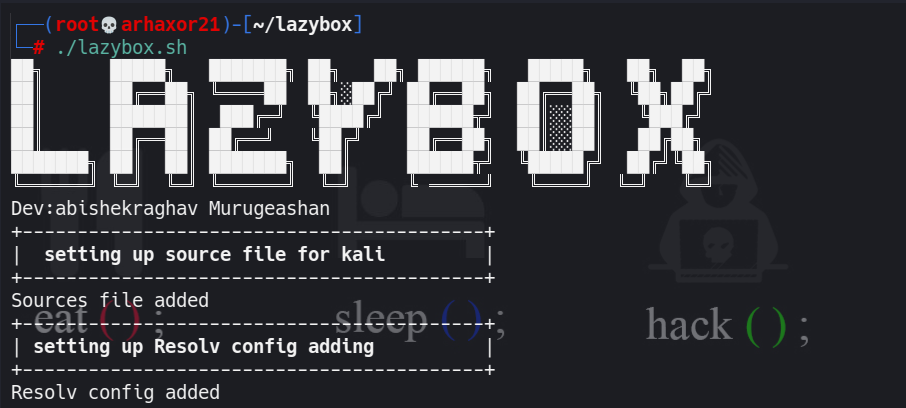 (root💀arhaxor21)-[~/lazybox]
# ./lazybox.sh
LAZYBOX
Dev:abishekraghav Murugeashan
+------------------------------------------+
|  setting up source file for kali         |
+------------------------------------------+
Sources file added
eat ( ) ; sleep ( ) ; hack ( ) ;
+------------------------------------------+
| setting up Resolv config adding          |
+------------------------------------------+
Resolv config added